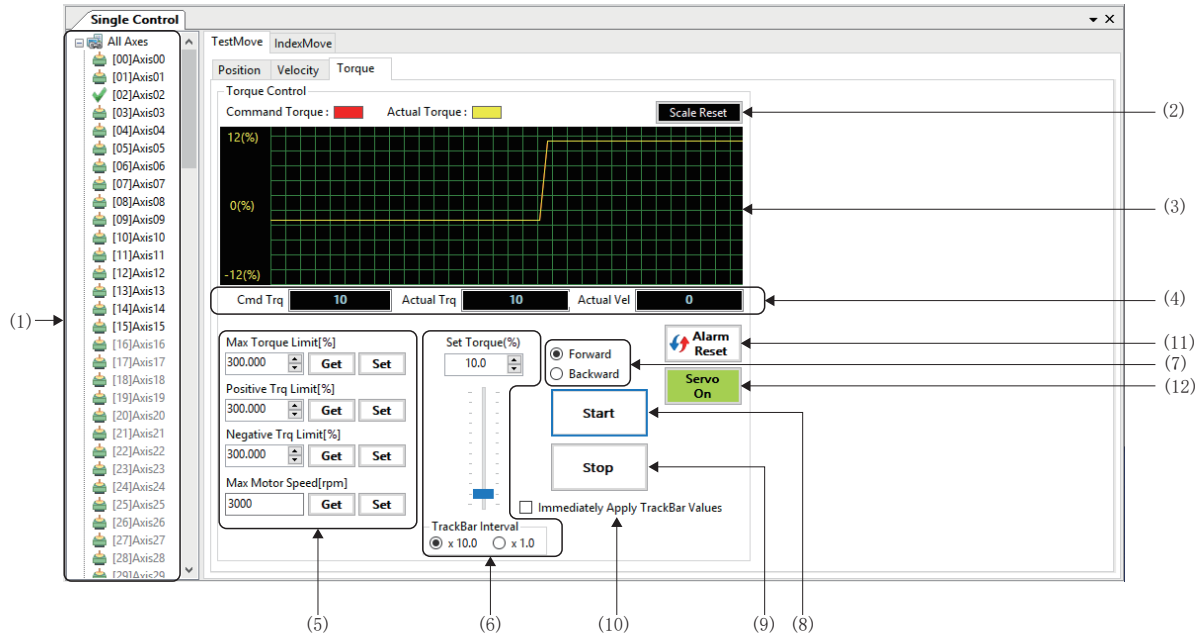 Single Control
All Axes
[00]Axis00
[01]Axis01
[02]Axis02
[03]Axis03
[04]Axis04
[05]Axis05
[06]Axis06
[07]Axis07
[08]Axis08
[09]Axis09
[10]Axis10
[11]Axis11
[12]Axis12
[13]Axis13
[14]Axis14
[15]Axis15
[16]Axis16
[17]Axis17
[18]Axis18
[19]Axis19
[20]Axis20
[21]Axis21
[22]Axis22
[23]Axis23
[24]Axis24
[25]Axis25
[26]Axis26
[27]Axis27
[28]Axis28
[29]Axis29
(1)
TestMove IndexMove
Position Velocity Torque
Torque Control
Command Torque : Actual Torque : Scale Reset
(2)
12(%)
0(%)
-12(%)
(3)
Cmd Trq 10 Actual Trq 10 Actual Vel 0
(4)
Max Torque Limit[%]
300.000 Get Set
Positive Trq Limit[%]
300.000 Get Set
Negative Trq Limit[%]
300.000 Get Set
Max Motor Speed[rpm]
3000 Get Set
Set Torque(%)
10.0
TrackBar Interval
x 10.0 x 1.0
Forward
Backward
Start
Stop
Immediately Apply TrackBar Values
Alarm
Reset
Servo
On
(11)
(7)
(12)
(5)
(6)
(10)
(9)
(8)